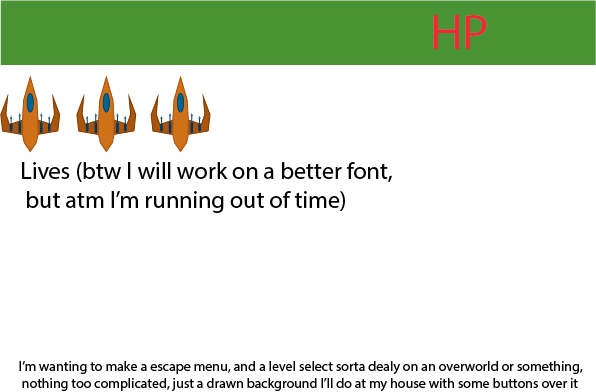 HP
Lives (btw I will work on a better font,
but atm I'm running out of time)
I'm wanting to make a escape menu, and a level select sorta dealy on an overworld or something,
nothing too complicated, just a drawn background I'll do at my house with some buttons over it